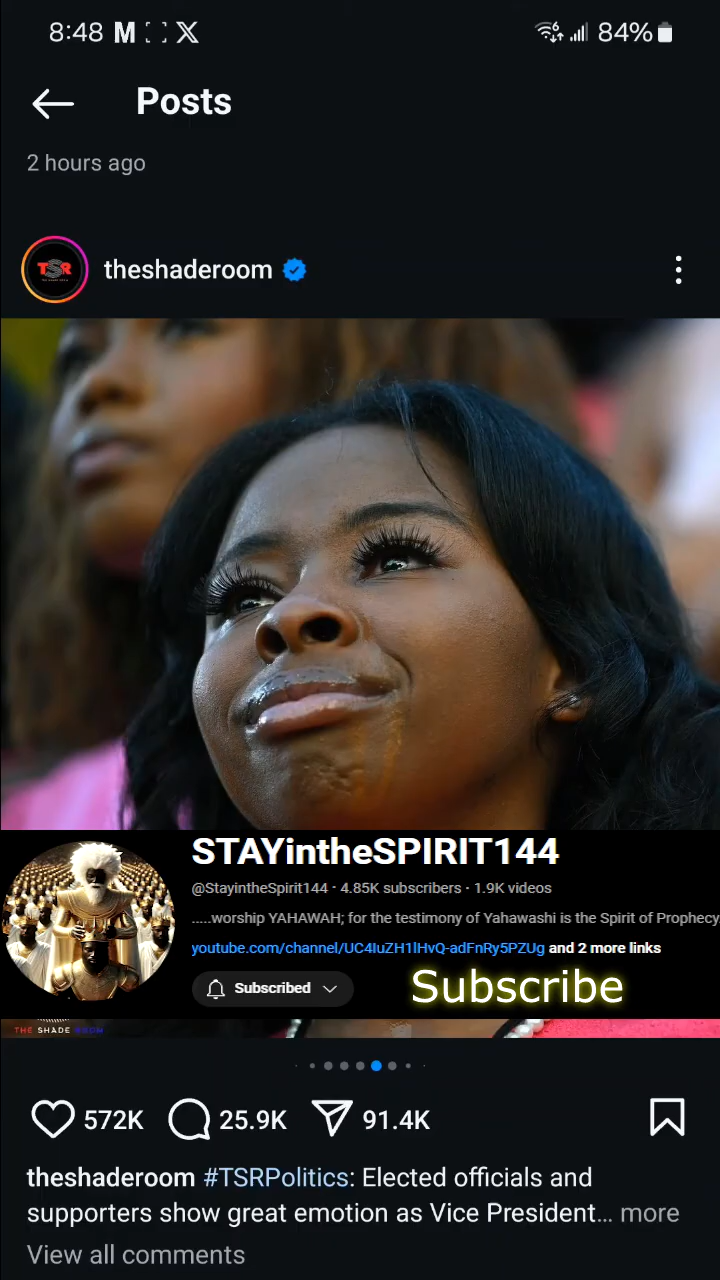 8:48 M X 84%
Posts
2 hours ago
TSR
theshaderoom
STAYintheSPIRIT144
@StayintheSpirit144 · 4.85K subscribers · 1.9K videos
.....worship YAHAWAH; for the testimony of Yahawashi is the Spirit of Prophecy.
youtube.com/channel/UC4IuZH1lHvQ-adFnRy5PZUg and 2 more links
Subscribed
Subscribe
THE SHADE ROOM
572K 25.9K 91.4K
theshaderoom #TSRPolitics: Elected officials and
supporters show great emotion as Vice President... more
View all comments